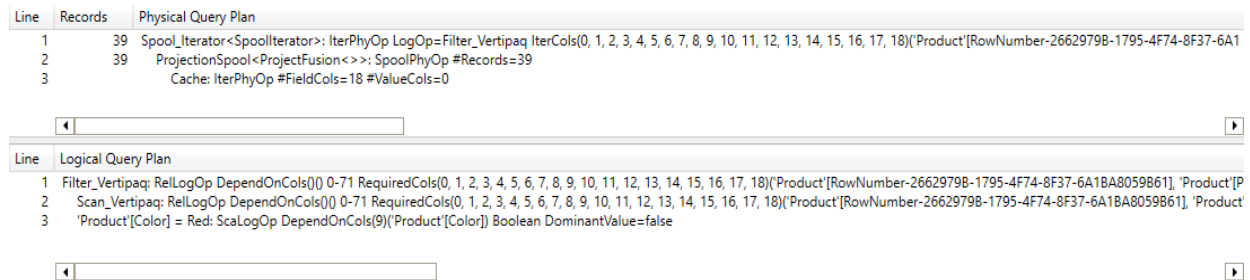 Line Records Physical Query Plan
1 39 Spool_Iterator<SpoolIterator>: IterPhyOp LogOp=Filter_Vertipaq IterCols(0, 1, 2, 3, 4, 5, 6, 7, 8, 9, 10, 11, 12, 13, 14, 15, 16, 17, 18)('Product'[RowNumber-2662979B-1795-4F74-8F37-6A1
2 39 ProjectionSpool<ProjectFusion<>>: SpoolPhyOp #Records=39
3 Cache: IterPhyOp #FieldCols=18 #ValueCols=0
Line Logical Query Plan
1 Filter_Vertipaq: RelLogOp DependOnCols()() 0-71 RequiredCols(0, 1, 2, 3, 4, 5, 6, 7, 8, 9, 10, 11, 12, 13, 14, 15, 16, 17, 18)('Product'[RowNumber-2662979B-1795-4F74-8F37-6A1BA8059B61], 'Product'[P
2 Scan_Vertipaq: RelLogOp DependOnCols()() 0-71 RequiredCols(0, 1, 2, 3, 4, 5, 6, 7, 8, 9, 10, 11, 12, 13, 14, 15, 16, 17, 18)('Product'[RowNumber-2662979B-1795-4F74-8F37-6A1BA8059B61], 'Product'
3 'Product'[Color] = Red: ScaLogOp DependOnCols(9)('Product'[Color]) Boolean DominantValue=false